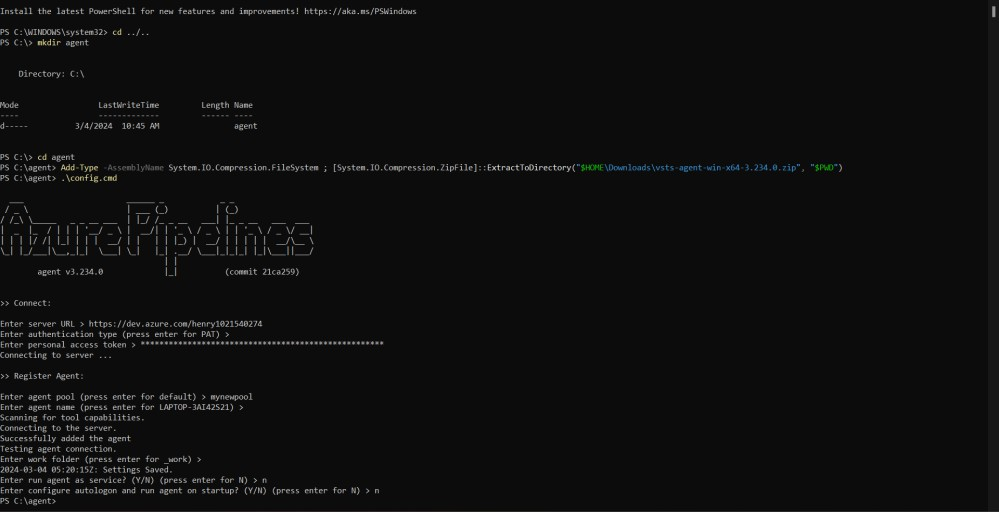 Install the latest PowerShell for new features and improvements! https://aka.ms/PSWindows
PS C:\WINDOWS\system32> cd ../..
PS C:\> mkdir agent
Directory: C:\
Mode                 LastWriteTime         Length Name
----                 -------------         ------ ----
d-----          3/4/2024  10:45 AM                agent
PS C:\> cd agent
PS C:\agent> Add-Type -AssemblyName System.IO.Compression.FileSystem ; [System.IO.Compression.ZipFile]::ExtractToDirectory("$HOME\Downloads\vsts-agent-win-x64-3.234.0.zip", "$PWD")
PS C:\agent> .\config.cmd
AzurePipelines
agent v3.234.0 (commit 21ca259)
>> Connect:
Enter server URL > https://dev.azure.com/henry1021540274
Enter authentication type (press enter for PAT) >
Enter personal access token > ****************************************************
Connecting to server ...
>> Register Agent:
Enter agent pool (press enter for default) > mynewpool
Enter agent name (press enter for LAPTOP-3AI42S21) >
Scanning for tool capabilities.
Connecting to the server.
Successfully added the agent
Testing agent connection.
Enter work folder (press enter for _work) >
2024-03-04 05:20:15Z: Settings Saved.
Enter run agent as service? (Y/N) (press enter for N) > n
Enter configure autologon and run agent on startup? (Y/N) (press enter for N) > n
PS C:\agent>